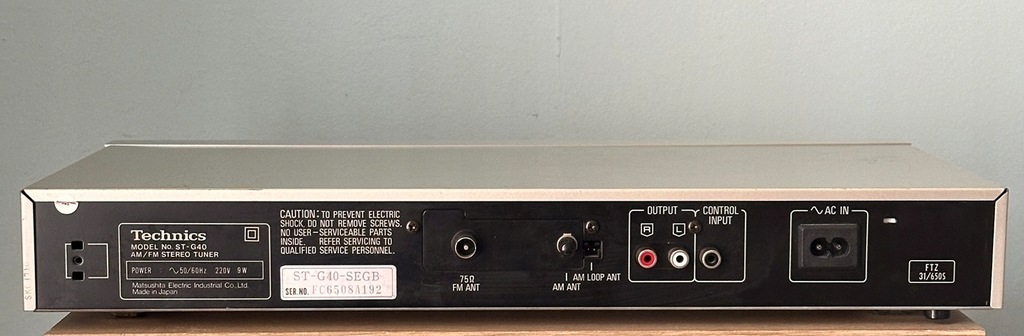 Technics
MODEL No. ST-G40
AM/FM STEREO TUNER
POWER : ∿50/60Hz 220V 9W
Matsushita Electric Industrial Co.,Ltd.
Made in Japan
CAUTION: TO PREVENT ELECTRIC
SHOCK, DO NOT REMOVE SCREWS.
NO USER-SERVICEABLE PARTS
INSIDE. REFER SERVICING TO
QUALIFIED SERVICE PERSONNEL.
ST-G40-SEGB
SER.NO. FC6508A192
75Ω
FM ANT
AM LOOP ANT
AM ANT
OUTPUT
R
L
CONTROL
INPUT
∿ AC IN
FTZ
31/6505